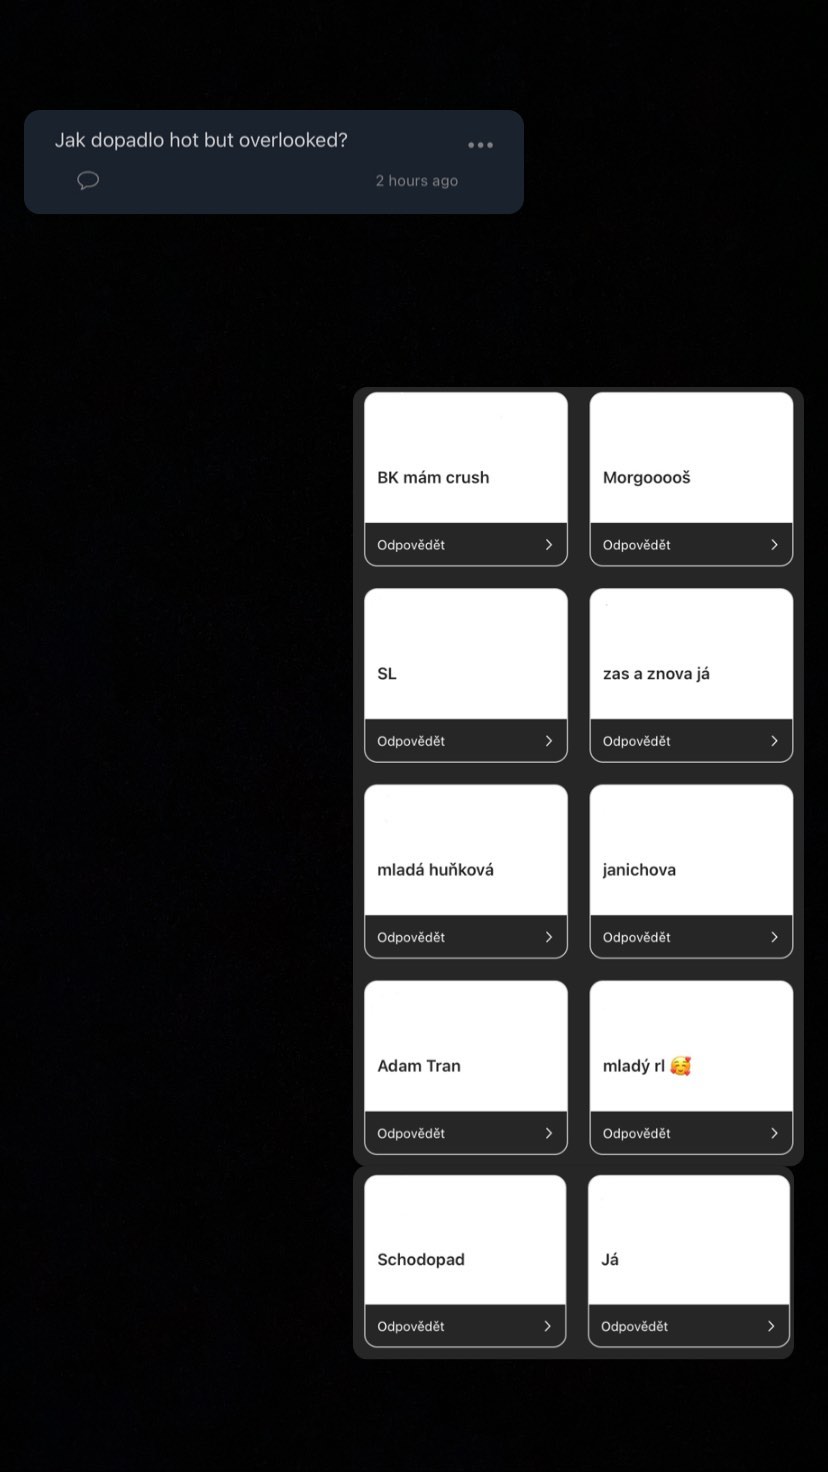 Jak dopadlo hot but overlooked?
2 hours ago
BK mám crush
Odpovědět
Morgooooš
Odpovědět
SL
Odpovědět
zas a znova já
Odpovědět
mladá huňková
Odpovědět
janichova
Odpovědět
Adam Tran
Odpovědět
mladý rl 🥰
Odpovědět
Schodopad
Odpovědět
Já
Odpovědět